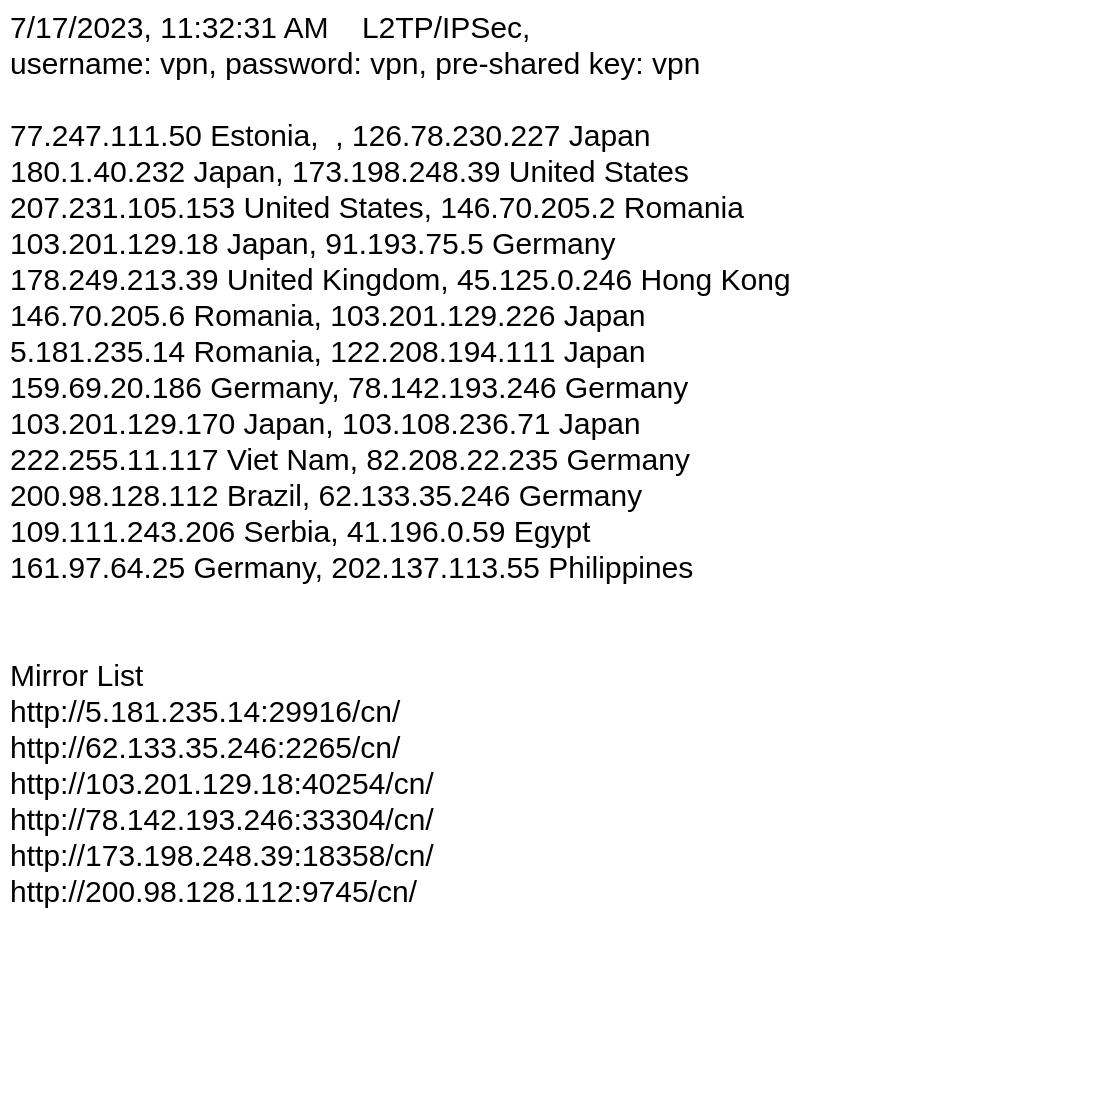 7/17/2023, 11:32:31 AM    L2TP/IPSec,
username: vpn, password: vpn, pre-shared key: vpn
77.247.111.50 Estonia,  , 126.78.230.227 Japan
180.1.40.232 Japan, 173.198.248.39 United States
207.231.105.153 United States, 146.70.205.2 Romania
103.201.129.18 Japan, 91.193.75.5 Germany
178.249.213.39 United Kingdom, 45.125.0.246 Hong Kong
146.70.205.6 Romania, 103.201.129.226 Japan
5.181.235.14 Romania, 122.208.194.111 Japan
159.69.20.186 Germany, 78.142.193.246 Germany
103.201.129.170 Japan, 103.108.236.71 Japan
222.255.11.117 Viet Nam, 82.208.22.235 Germany
200.98.128.112 Brazil, 62.133.35.246 Germany
109.111.243.206 Serbia, 41.196.0.59 Egypt
161.97.64.25 Germany, 202.137.113.55 Philippines
Mirror List
http://5.181.235.14:29916/cn/
http://62.133.35.246:2265/cn/
http://103.201.129.18:40254/cn/
http://78.142.193.246:33304/cn/
http://173.198.248.39:18358/cn/
http://200.98.128.112:9745/cn/